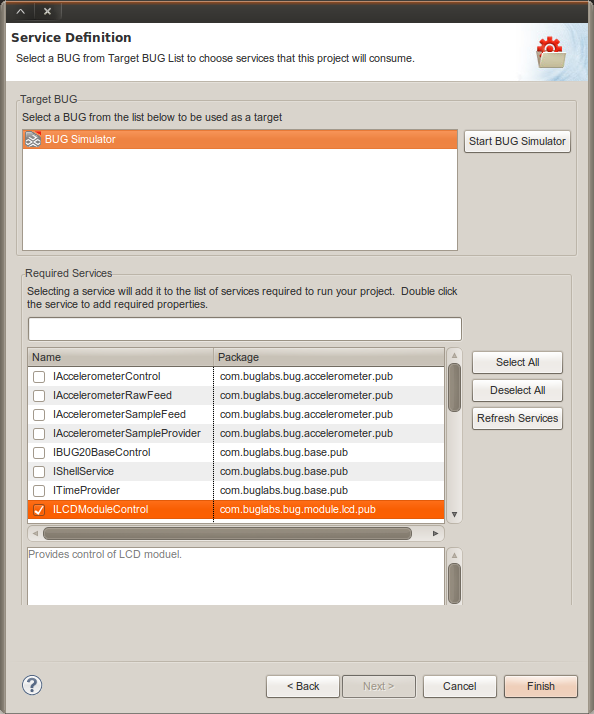 Service Definition
Select a BUG from Target BUG List to choose services that this project will consume.
Target BUG
Select a BUG from the list below to be used as a target
BUG Simulator
Start BUG Simulator
Required Services
Selecting a service will add it to the list of services required to run your project. Double click
the service to add required properties.
Name Package
IAccelerometerControl com.buglabs.bug.accelerometer.pub
IAccelerometerRawFeed com.buglabs.bug.accelerometer.pub
IAccelerometerSampleFeed com.buglabs.bug.accelerometer.pub
IAccelerometerSampleProvider com.buglabs.bug.accelerometer.pub
IBUG20BaseControl com.buglabs.bug.base.pub
IShellService com.buglabs.bug.base.pub
ITimeProvider com.buglabs.bug.base.pub
ILCDModuleControl com.buglabs.bug.module.lcd.pub
Select All
Deselect All
Refresh Services
Provides control of LCD moduel.
?
< Back
Next >
Cancel
Finish